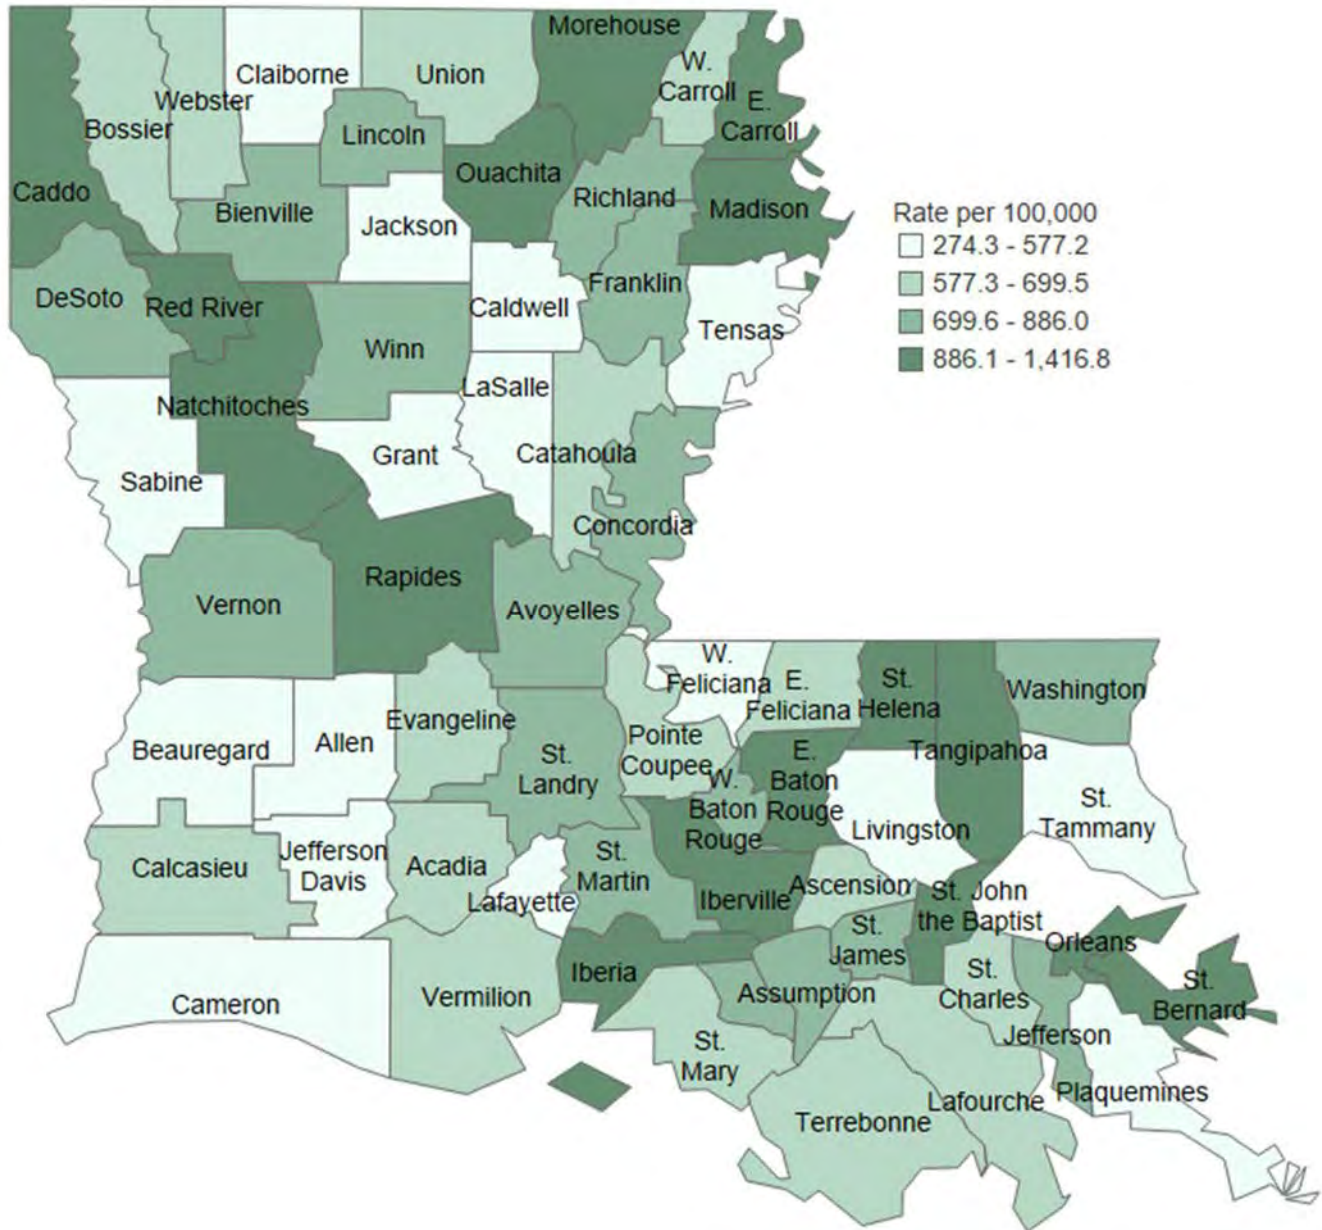 Morehouse
Claiborne
Union
W.
Carroll
Webster
Bossier
E.
Carroll
Lincoln
Ouachita
Caddo
Richland
Madison
Bienville
Jackson
Rate per 100,000
274.3 - 577.2
577.3 - 699.5
699.6 - 886.0
886.1 - 1,416.8
DeSoto
Red River
Franklin
Caldwell
Tensas
Winn
LaSalle
Natchitoches
Grant
Catahoula
Sabine
Concordia
Rapides
Vernon
Avoyelles
W.
Feliciana
E.
Feliciana
St.
Helena
Washington
Evangeline
Beauregard
Allen
Pointe
Coupee
Tangipahoa
St.
Landry
E.
Baton
Rouge
W.
Baton
Rouge
Livingston
St.
Tammany
Calcasieu
Jefferson
Davis
Acadia
St.
Martin
Lafayette
Iberville
Ascension
St. John
the Baptist
St.
James
Orleans
Iberia
St.
Charles
St.
Bernard
Cameron
Vermilion
Assumption
Jefferson
St.
Mary
Plaquemines
Lafourche
Terrebonne